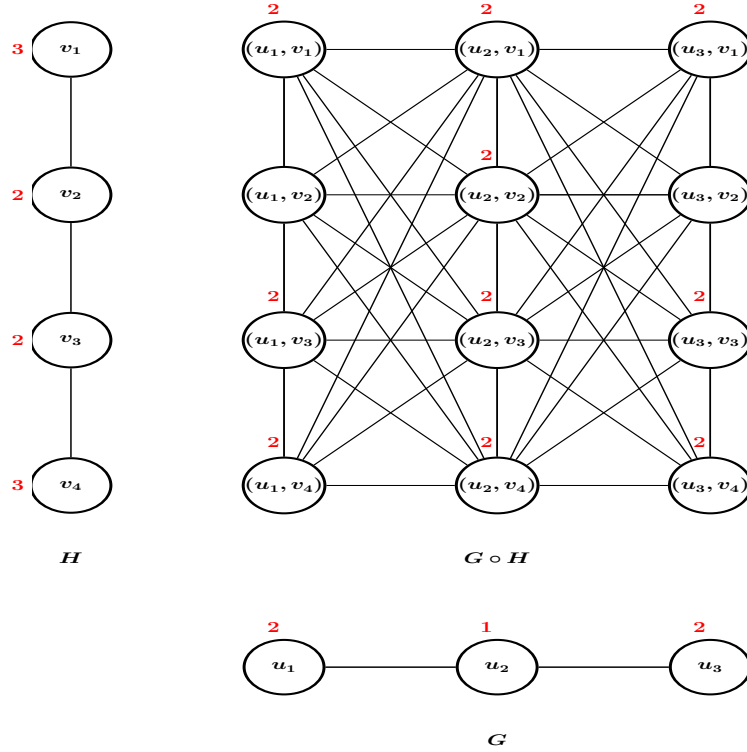 2 2 2
3 v₁ (u₁, v₁) (u₂, v₁) (u₃, v₁)
2
2 v₂ (u₁, v₂) (u₂, v₂) (u₃, v₂)
2 2 2
2 v₃ (u₁, v₃) (u₂, v₃) (u₃, v₃)
2 2 2
3 v₄ (u₁, v₄) (u₂, v₄) (u₃, v₄)
H G ∘ H
2 1 2
u₁ u₂ u₃
G